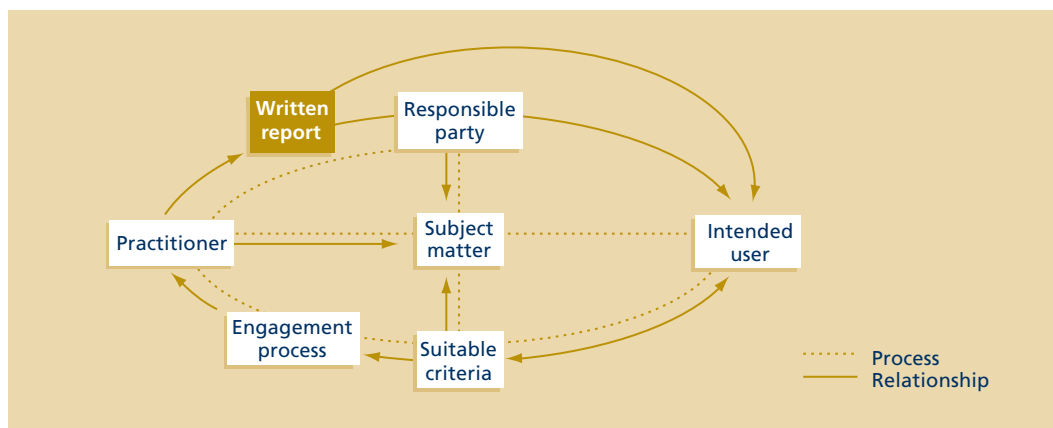 Written
report
Responsible
party
Practitioner
Subject
matter
Intended
user
Engagement
process
Suitable
criteria
Process
Relationship